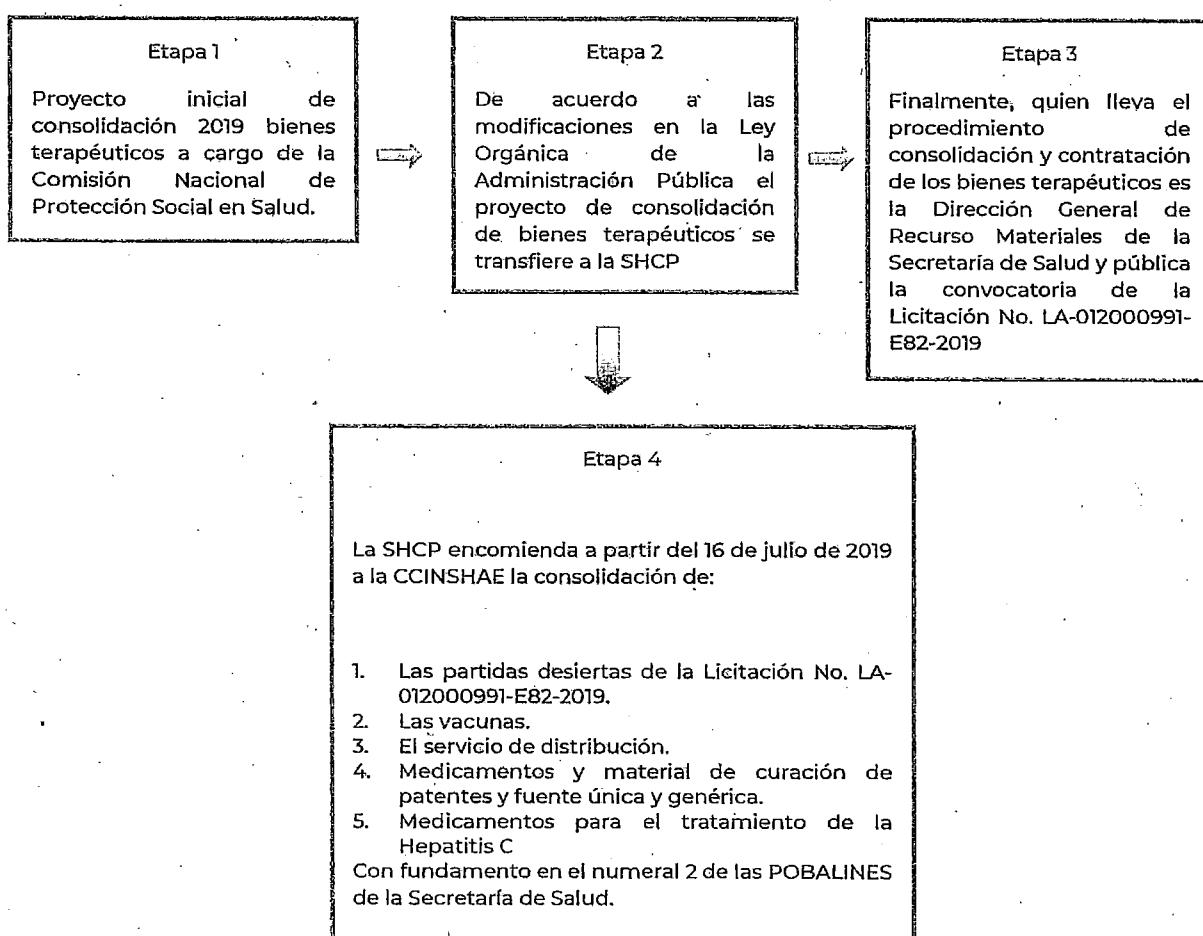 Etapa 1
Proyecto inicial de
consolidación 2019 bienes
terapéuticos a cargo de la
Comisión Nacional de
Protección Social en Salud.
Etapa 2
De acuerdo a las
modificaciones en la Ley
Orgánica de la
Administración Pública el
proyecto de consolidación
de bienes terapéuticos se
transfiere a la SHCP
Etapa 3
Finalmente, quien lleva el
procedimiento de
consolidación y contratación
de los bienes terapéuticos es
la Dirección General de
Recurso Materiales de la
Secretaría de Salud y pública
la convocatoria de la
Licitación No. LA-012000991-
E82-2019
Etapa 4
La SHCP encomienda a partir del 16 de julio de 2019
a la CCINSHAE la consolidación de:
1. Las partidas desiertas de la Licitación No. LA-
012000991-E82-2019.
2. Las vacunas.
3. El servicio de distribución.
4. Medicamentos y material de curación de
patentes y fuente única y genérica.
5. Medicamentos para el tratamiento de la
Hepatitis C
Con fundamento en el numeral 2 de las POBALINES
de la Secretaría de Salud.